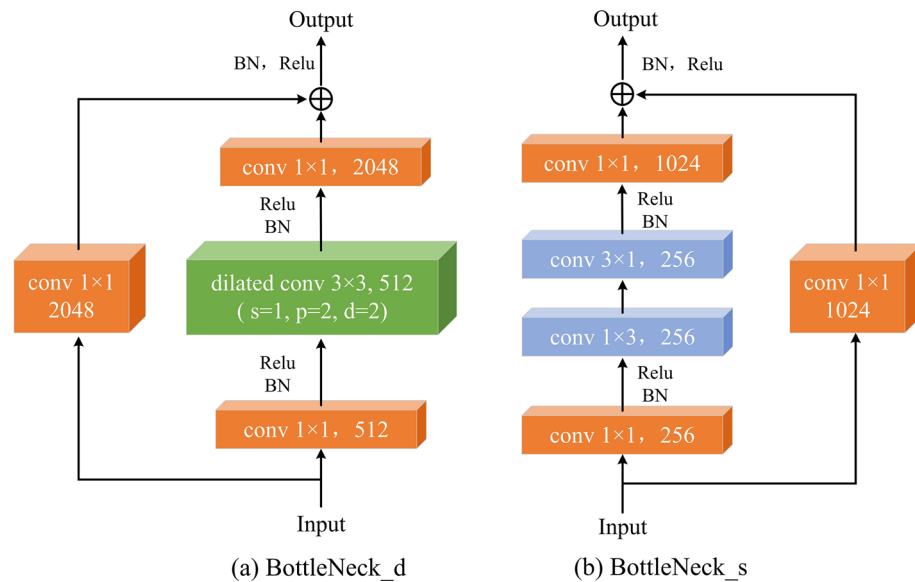 Output
BN，Relu
conv 1×1，2048
Relu
BN
conv 1×1
2048
dilated conv 3×3, 512
( s=1, p=2, d=2)
Relu
BN
conv 1×1，512
Input
(a) BottleNeck_d
Output
BN，Relu
conv 1×1，1024
Relu
BN
conv 3×1，256
conv 1×1
1024
conv 1×3，256
Relu
BN
conv 1×1，256
Input
(b) BottleNeck_s